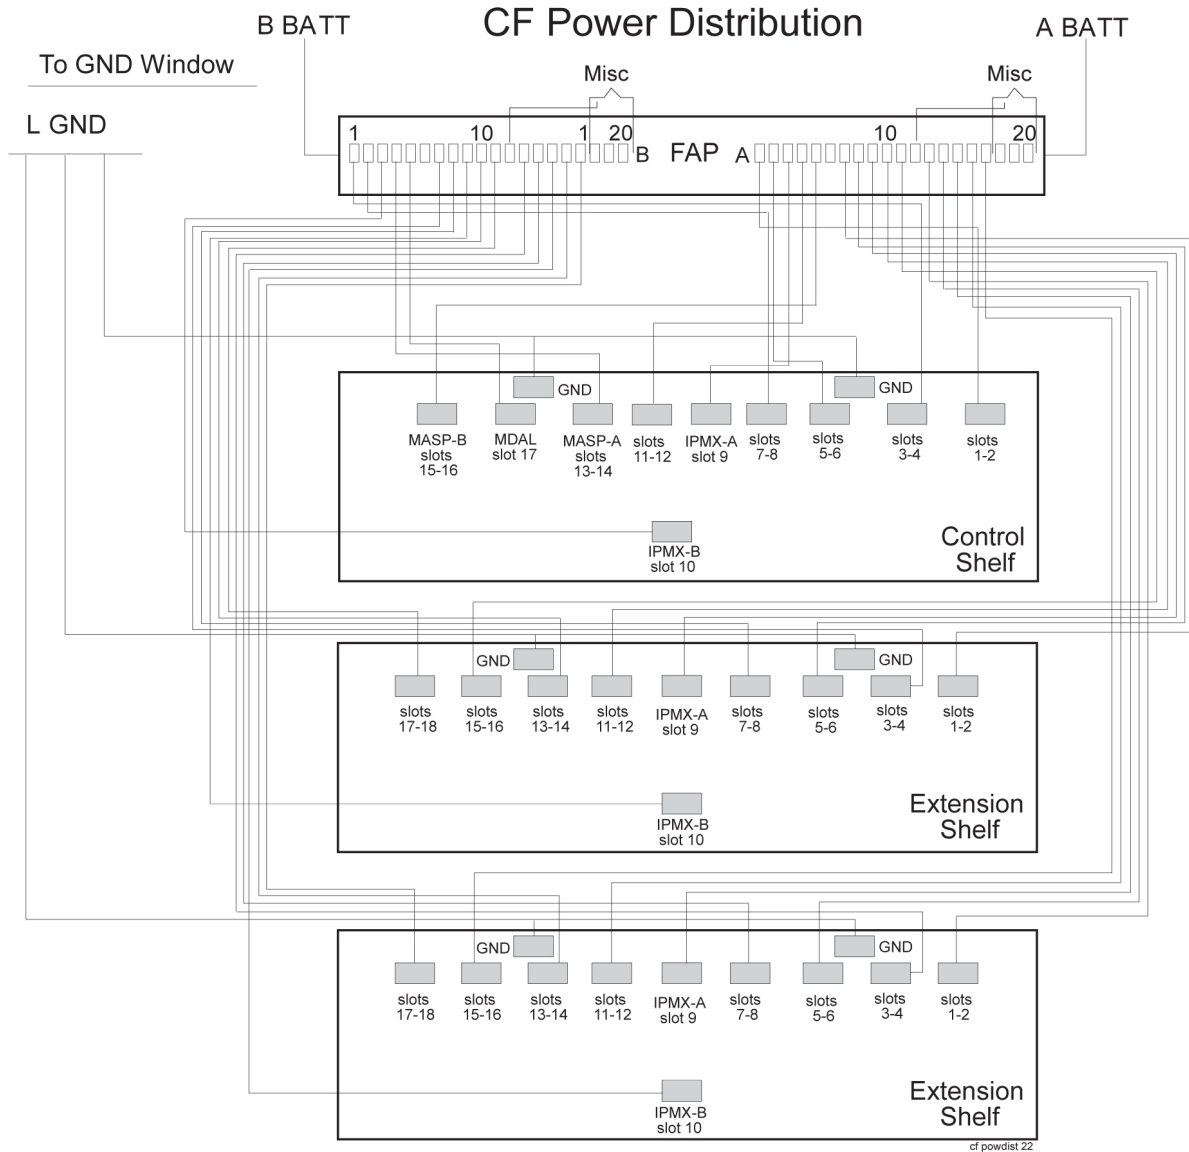 CF Power Distribution
B BATT
A BATT
To GND Window
Misc
Misc
L GND
1 10 1 20
10 20
B FAP A
GND
GND
MASP-B
slots
15-16
MDAL
slot 17
MASP-A
slots
13-14
slots
11-12
IPMX-A
slot 9
slots
7-8
slots
5-6
slots
3-4
slots
1-2
IPMX-B
slot 10
Control
Shelf
GND
GND
slots
17-18
slots
15-16
slots
13-14
slots
11-12
IPMX-A
slot 9
slots
7-8
slots
5-6
slots
3-4
slots
1-2
IPMX-B
slot 10
Extension
Shelf
GND
GND
slots
17-18
slots
15-16
slots
13-14
slots
11-12
IPMX-A
slot 9
slots
7-8
slots
5-6
slots
3-4
slots
1-2
IPMX-B
slot 10
Extension
Shelf
cf powdist 22